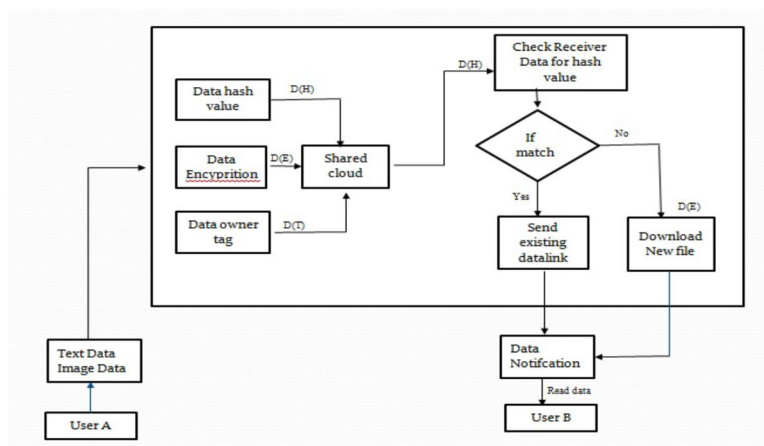 Check Receiver
Data for hash
value
D(H)
Data hash
value
D(H)
If
match
No
Data
Encyprition
D(E)
Shared
cloud
Yes
D(E)
Data owner
tag
D(T)
Send
existing
datalink
Download
New file
Text Data
Image Data
Data
Notifcation
Read data
User A
User B